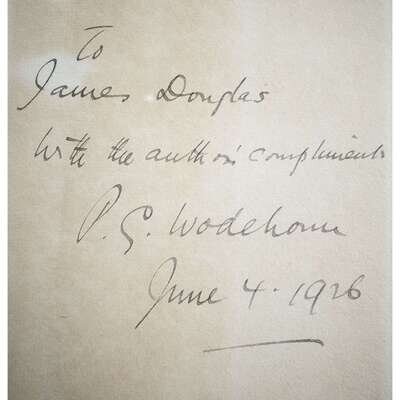 To
James Douglas
with the author's compliments
P. G. Wodehouse
June 4. 1926